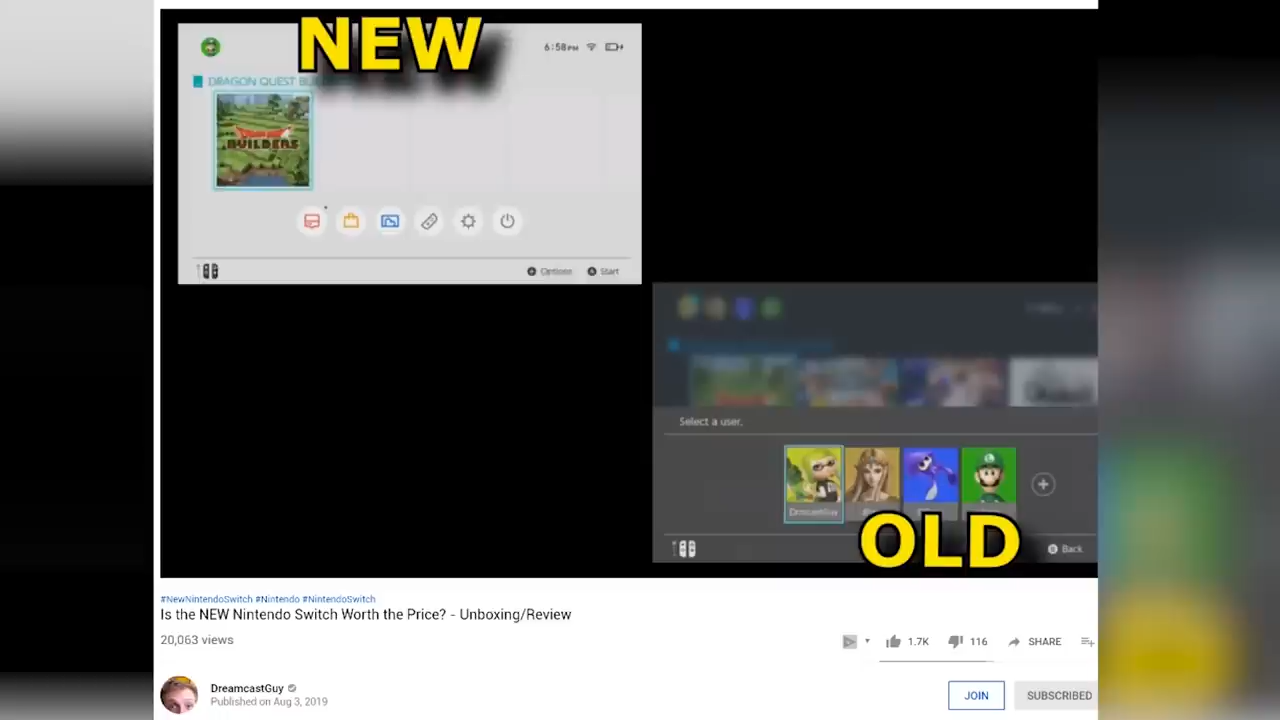 NEW
6:58PM
DRAGON QUEST
BUILDERS
Options
Start
Select a user.
DreamcastGuy
OLD
Back
#NewNintendoSwitch #Nintendo #NintendoSwitch
Is the NEW Nintendo Switch Worth the Price? - Unboxing/Review
20,063 views
1.7K
116
SHARE
DreamcastGuy
Published on Aug 3, 2019
JOIN
SUBSCRIBED